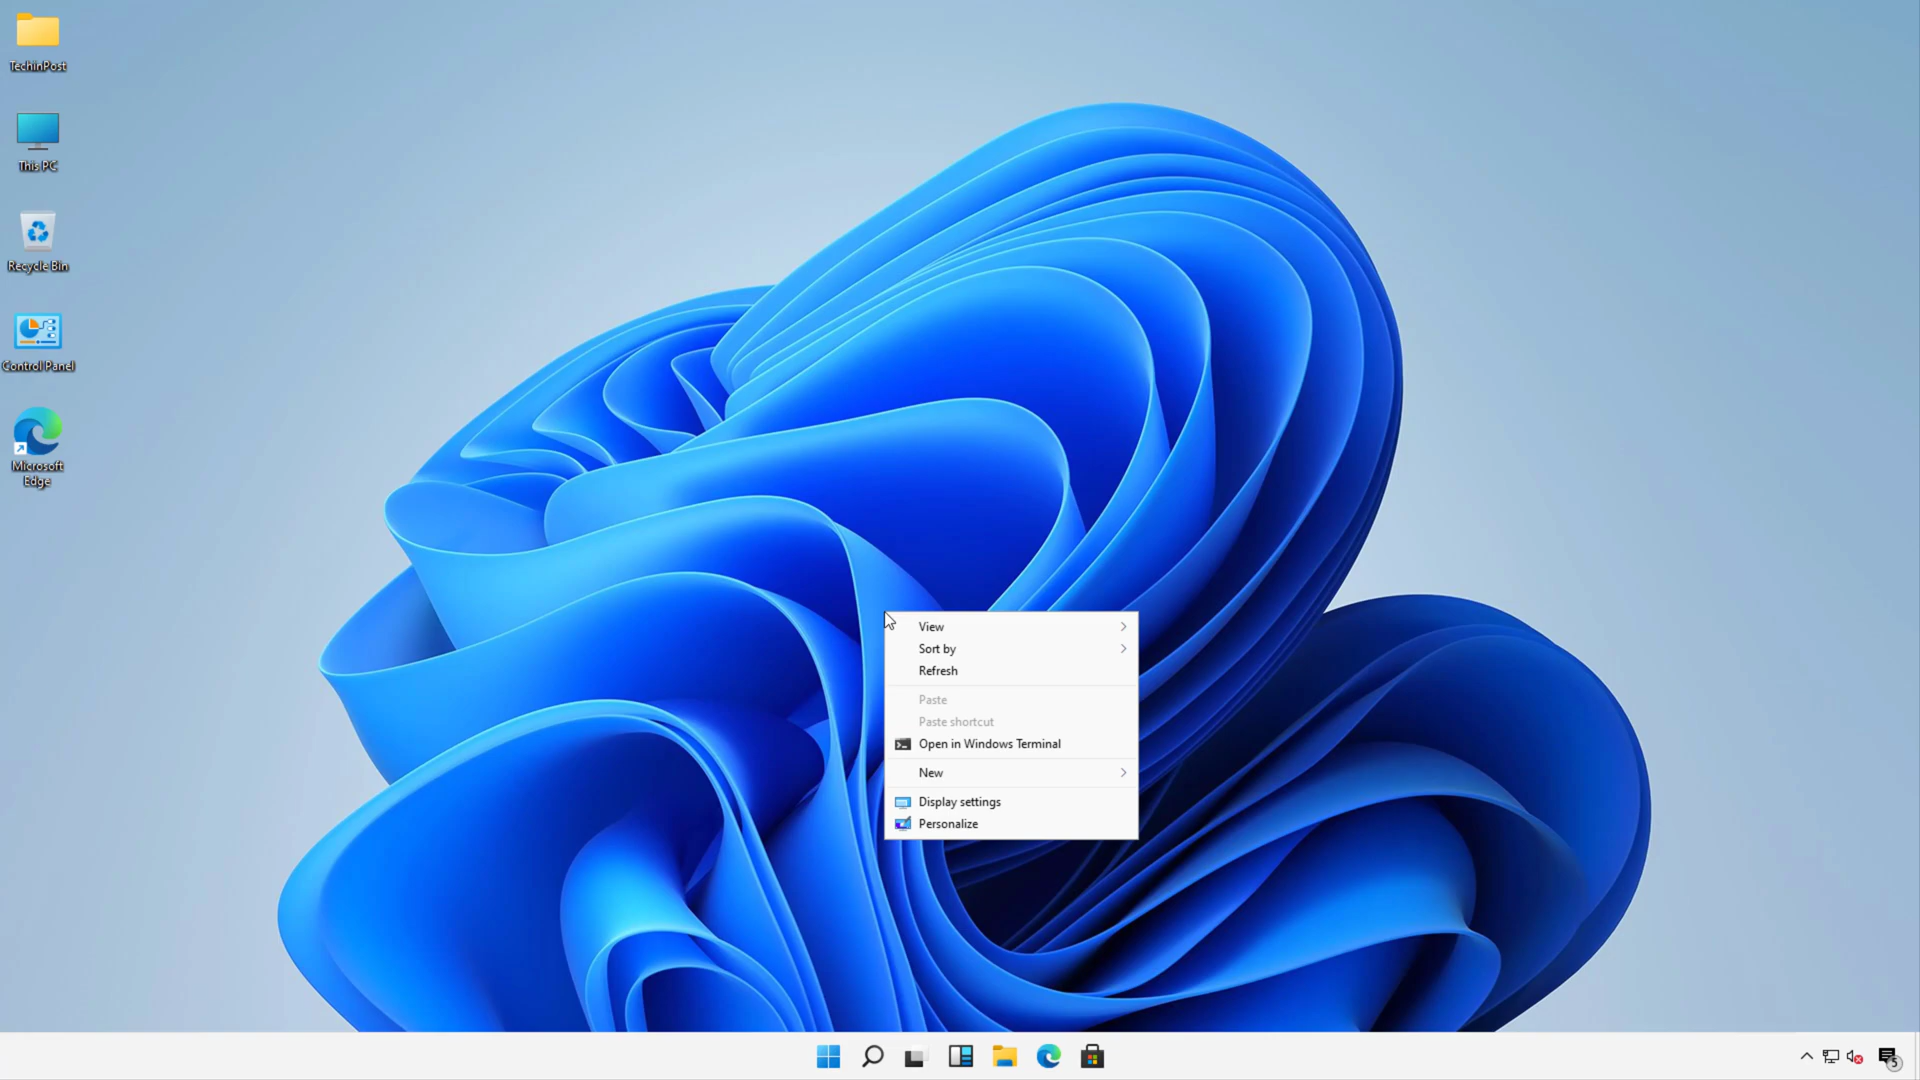 TechinPost
This PC
Recycle Bin
Control Panel
Microsoft
Edge
View
Sort by
Refresh
Paste
Paste shortcut
Open in Windows Terminal
New
Display settings
Personalize
5